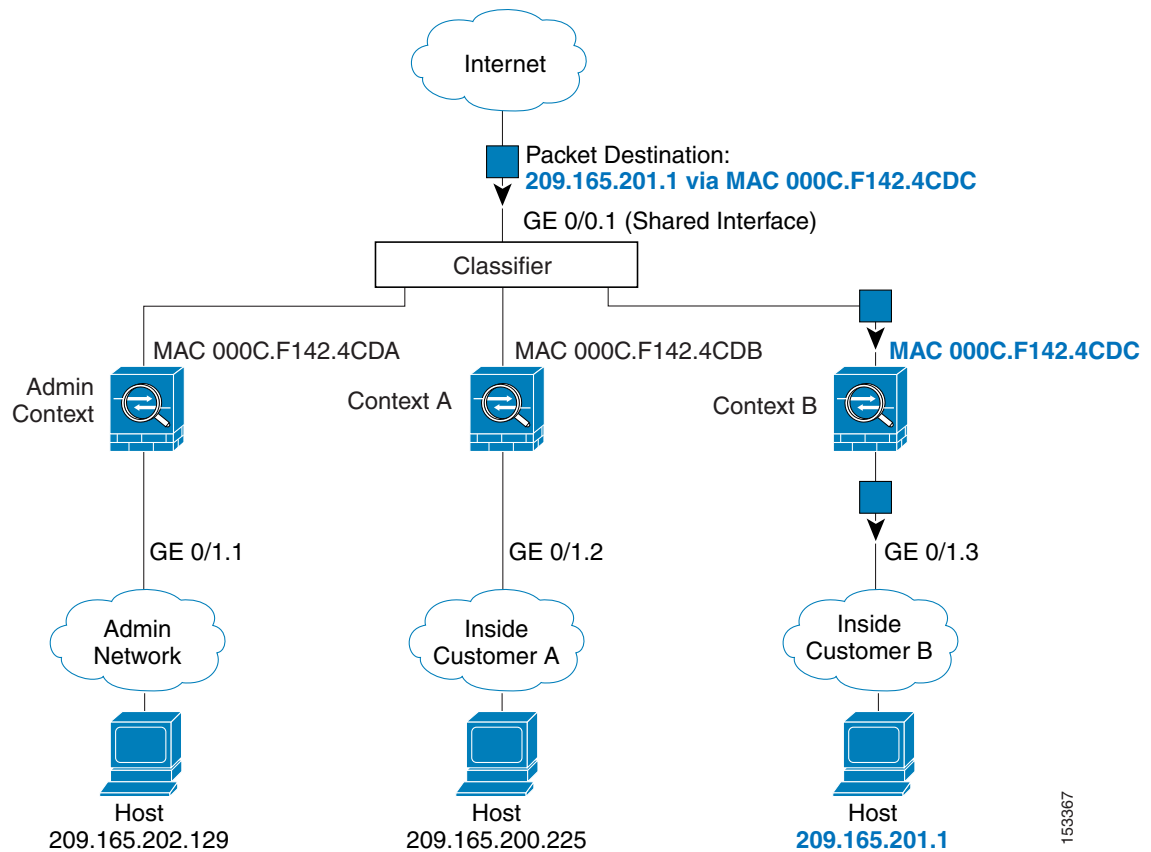 Internet
Packet Destination:
209.165.201.1 via MAC 000C.F142.4CDC
GE 0/0.1 (Shared Interface)
Classifier
MAC 000C.F142.4CDA
MAC 000C.F142.4CDB
MAC 000C.F142.4CDC
Admin
Context
Context A
Context B
GE 0/1.1
GE 0/1.2
GE 0/1.3
Admin
Network
Inside
Customer A
Inside
Customer B
Host
209.165.202.129
Host
209.165.200.225
Host
209.165.201.1
153367